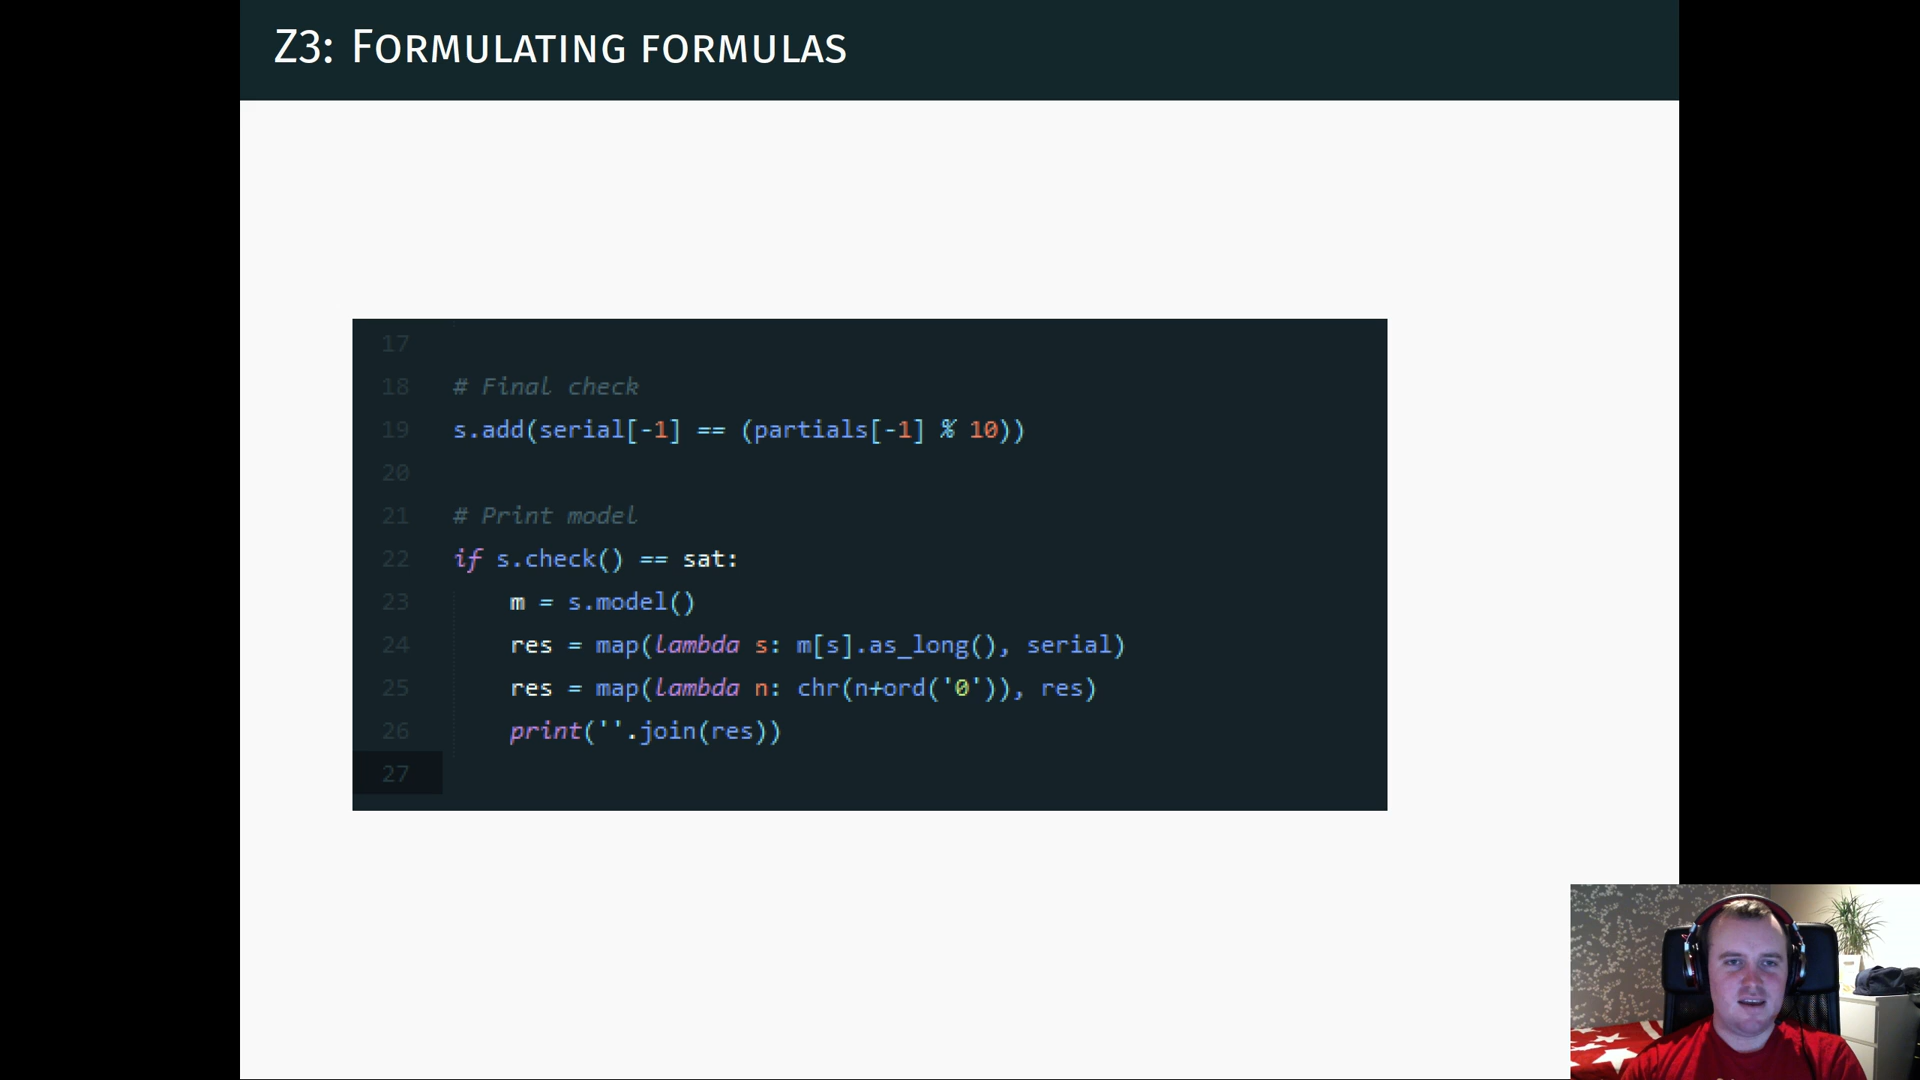 Z3: FORMULATING FORMULAS
17
18 # Final check
19 s.add(serial[-1] == (partials[-1] % 10))
20
21 # Print model
22 if s.check() == sat:
23 m = s.model()
24 res = map(lambda s: m[s].as_long(), serial)
25 res = map(lambda n: chr(n+ord('0')), res)
26 print(''.join(res))
27